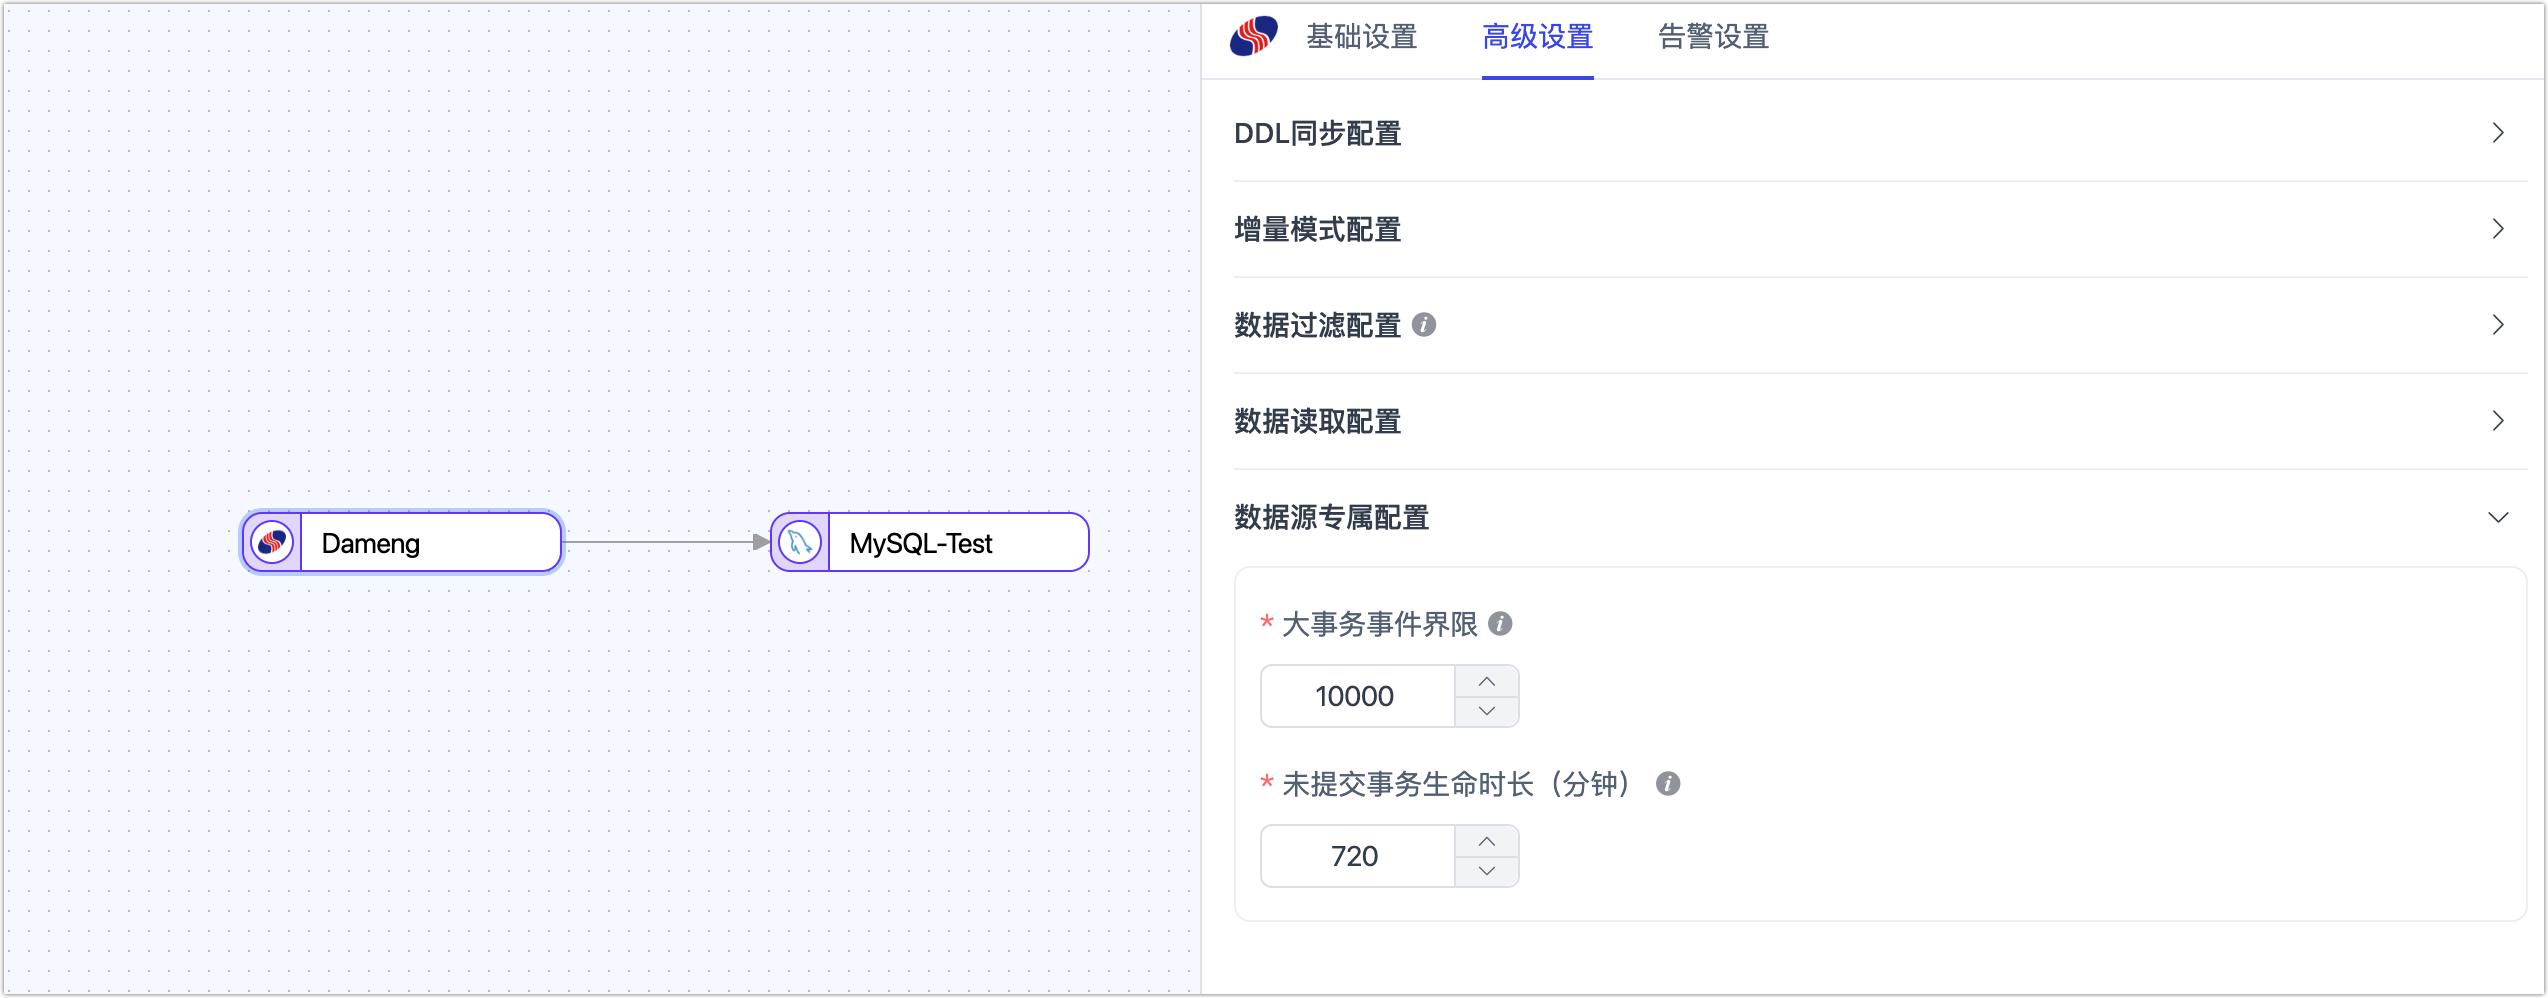 Dameng
MySQL-Test
基础设置
高级设置
告警设置
DDL同步配置
增量模式配置
数据过滤配置
数据读取配置
数据源专属配置
* 大事务事件界限
10000
* 未提交事务生命时长（分钟）
720